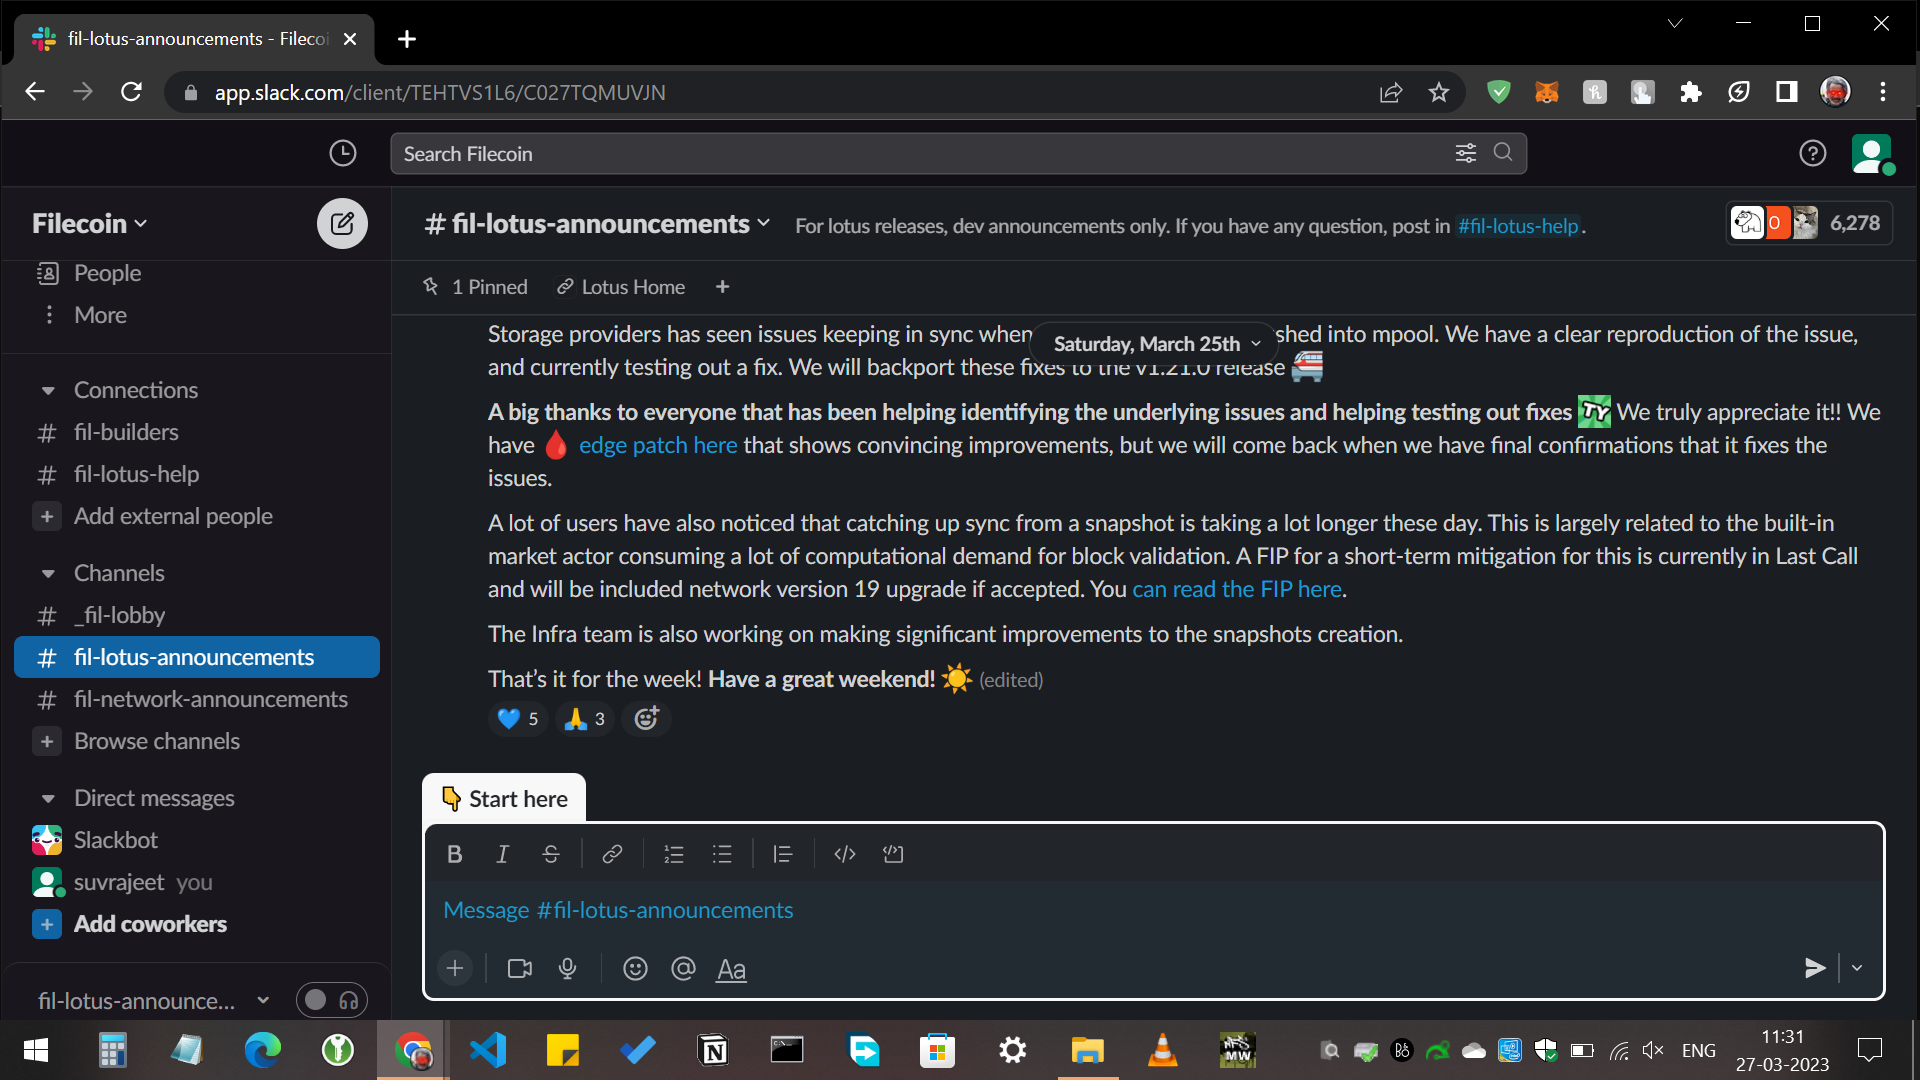 fil-lotus-announcements - Filecoi
app.slack.com/client/TEHTVS1L6/C027TQMUVJN
Search Filecoin
Filecoin
# fil-lotus-announcements
For lotus releases, dev announcements only. If you have any question, post in #fil-lotus-help.
6,278
People
More
1 Pinned
Lotus Home
+
Storage providers has seen issues keeping in sync when
shed into mpool. We have a clear reproduction of the issue,
Saturday, March 25th
and currently testing out a fix. We will backport these fixes to the v1.21.0 release
A big thanks to everyone that has been helping identifying the underlying issues and helping testing out fixes TY We truly appreciate it!! We
have edge patch here that shows convincing improvements, but we will come back when we have final confirmations that it fixes the
issues.
A lot of users have also noticed that catching up sync from a snapshot is taking a lot longer these day. This is largely related to the built-in
market actor consuming a lot of computational demand for block validation. A FIP for a short-term mitigation for this is currently in Last Call
and will be included network version 19 upgrade if accepted. You can read the FIP here.
The Infra team is also working on making significant improvements to the snapshots creation.
That's it for the week! Have a great weekend! (edited)
5
3
Connections
# fil-builders
# fil-lotus-help
+ Add external people
Channels
# _fil-lobby
# fil-lotus-announcements
# fil-network-announcements
+ Browse channels
Direct messages
Slackbot
suvrajeet you
+ Add coworkers
fil-lotus-announce...
Start here
B I S
Message #fil-lotus-announcements
+ @ Aa
ENG
11:31
27-03-2023